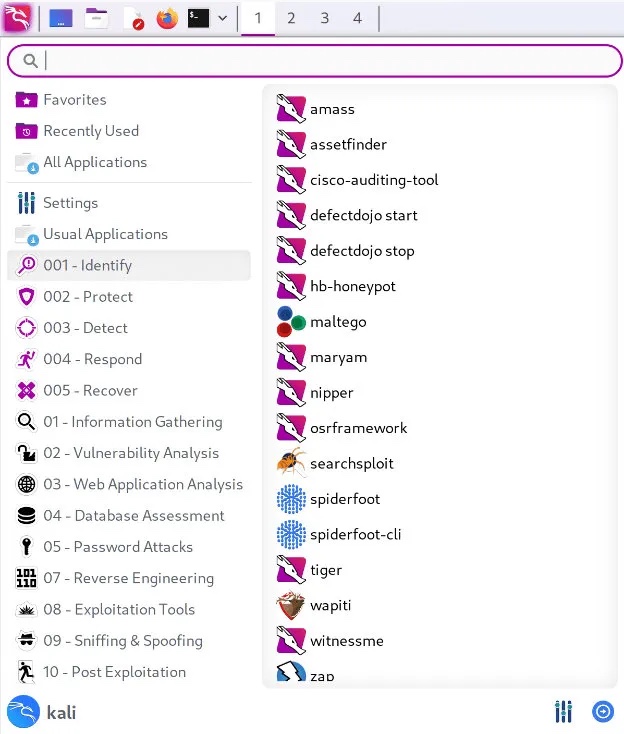 1 2 3 4
Favorites
Recently Used
All Applications
Settings
Usual Applications
001 - Identify
002 - Protect
003 - Detect
004 - Respond
005 - Recover
01 - Information Gathering
02 - Vulnerability Analysis
03 - Web Application Analysis
04 - Database Assessment
05 - Password Attacks
07 - Reverse Engineering
08 - Exploitation Tools
09 - Sniffing & Spoofing
10 - Post Exploitation
amass
assetfinder
cisco-auditing-tool
defectdojo start
defectdojo stop
hb-honeypot
maltego
maryam
nipper
osrframework
searchsploit
spiderfoot
spiderfoot-cli
tiger
wapiti
witnessme
zap
kali